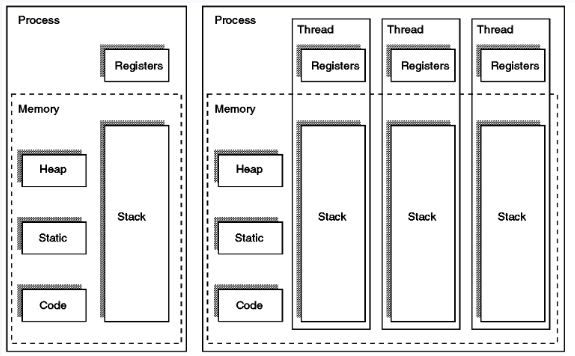 Process
Registers
Memory
Heap
Static
Code
Stack
Process
Thread
Thread
Thread
Registers
Registers
Registers
Memory
Heap
Static
Code
Stack
Stack
Stack